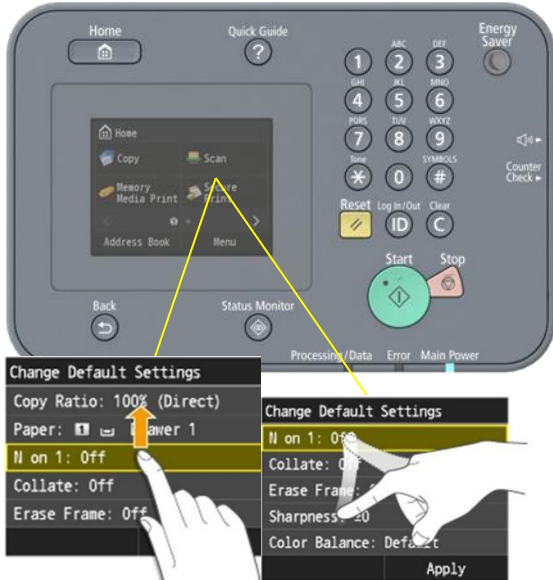 Home
Quick Guide
Energy
Saver
?
1
ABC
2
DEF
3
GHI
4
JKL
5
MNO
6
PQRS
7
TUV
8
WXYZ
9
Tone
0
SYMBOLS
#
Counter
Check
Reset
Log In/Out
ID
Clear
C
Start
Stop
Home
Copy
Scan
Memory
Media Print
Secure
Print
Address Book
Menu
Back
Status Monitor
Processing/Data
Error
Main Power
Change Default Settings
Copy Ratio: 100% (Direct)
Paper: 1
1
N on 1: Off
Collate: Off
Erase Frame: Off
Change Default Settings
N on 1:
Collate:
Erase Frame:
Sharpness: ±0
Color Balance: Default
Apply